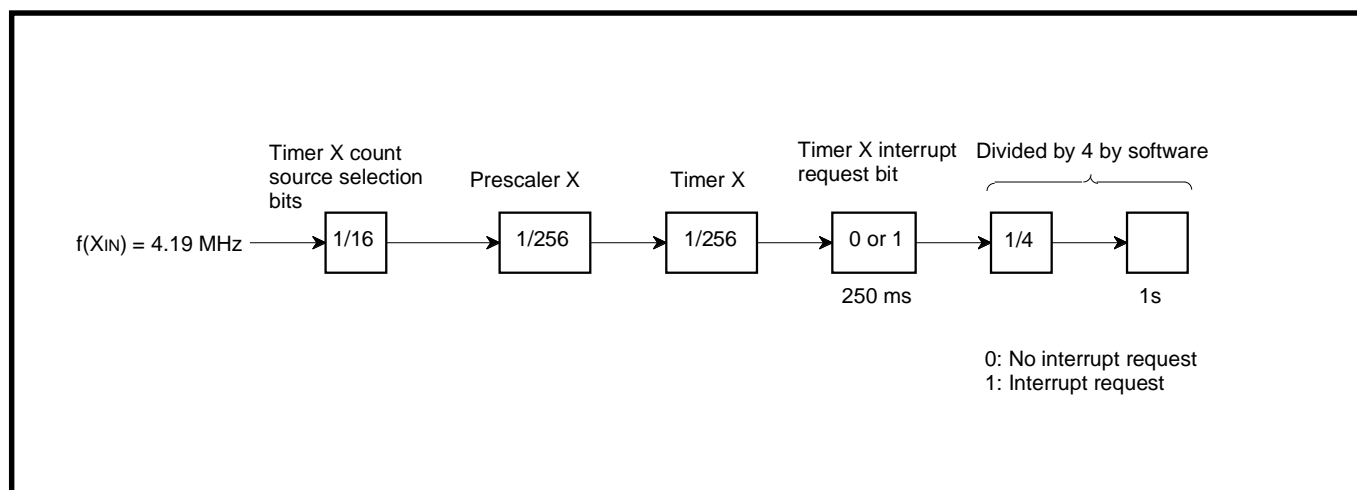 Timer X count
source selection
bits
Prescaler X
Timer X
Timer X interrupt
request bit
Divided by 4 by software
f(XIN) = 4.19 MHz
1/16
1/256
1/256
0 or 1
1/4
250 ms
1s
0: No interrupt request
1: Interrupt request